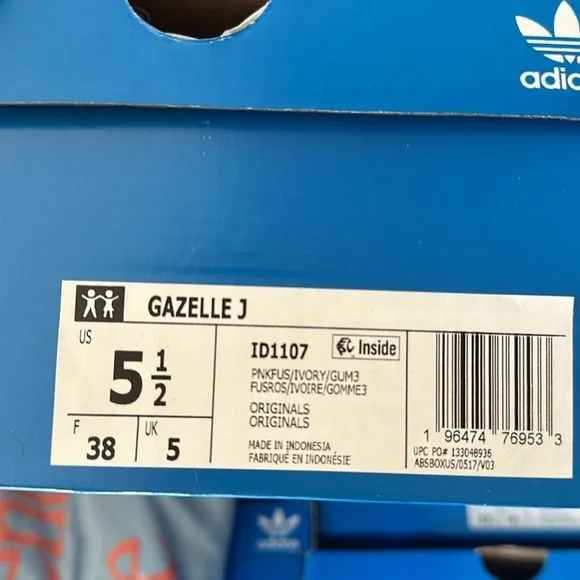 adid
GAZELLE J
US
5 1/2
F
38
UK
5
ID1107
Inside
PNKFUS/IVORY/GUM3
FUSROS/IVOIRE/GOMME3
ORIGINALS
ORIGINALS
MADE IN INDONESIA
FABRIQUÉ EN INDONÉSIE
1 96474 76953 3
UPC PO# 133048936
ABSBOXUS/0517/V03
adidas